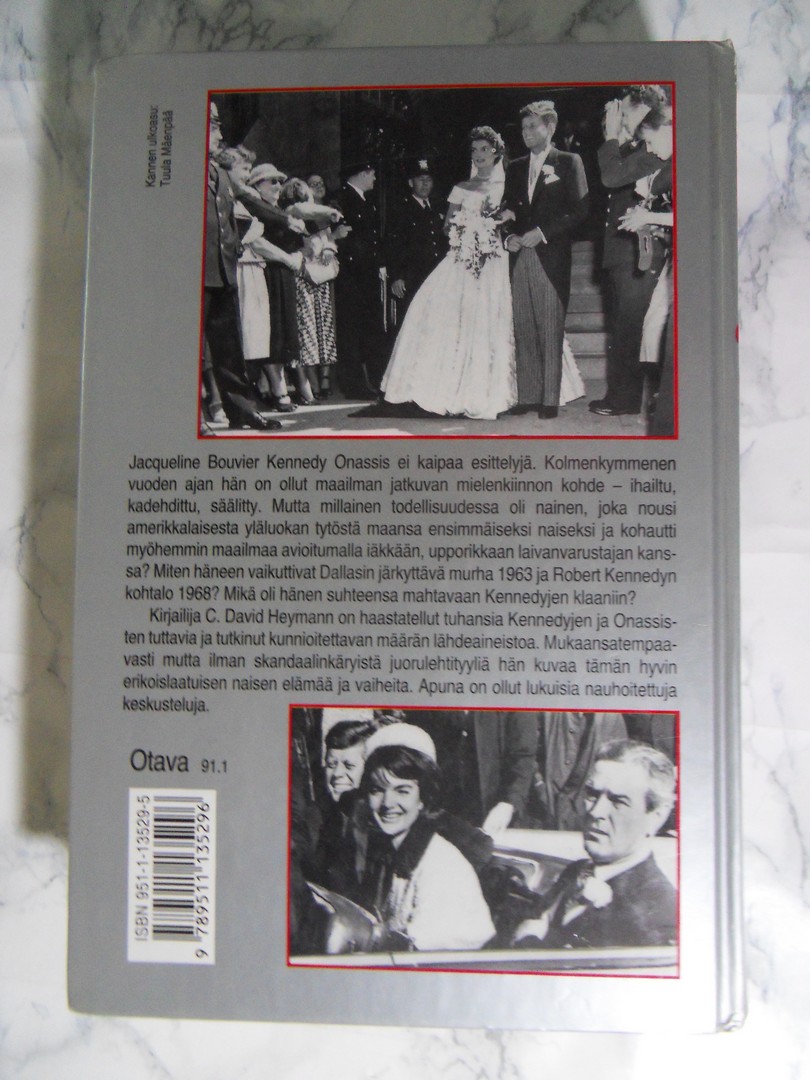 Kannen ulkoasu:
Tuula Mäenpää
Jacqueline Bouvier Kennedy Onassis ei kaipaa esittelyjä. Kolmenkymmenen
vuoden ajan hän on ollut maailman jatkuvan mielenkiinnon kohde – ihailtu,
kadehdittu, säälitty. Mutta millainen todellisuudessa oli nainen, joka nousi
amerikkalaisesta yläluokan tytöstä maansa ensimmäiseksi naiseksi ja kohautti
myöhemmin maailmaa avioitumalla iäkkään, upporikkaan laivanvarustajan kans-
sa? Miten häneen vaikuttivat Dallasin järkyttävä murha 1963 ja Robert Kennedyn
kohtalo 1968? Mikä oli hänen suhteensa mahtavaan Kennedyjen klaaniin?
Kirjailija C. David Heymann on haastatellut tuhansia Kennedyjen ja Onassis-
ten tuttavia ja tutkinut kunnioitettavan määrän lähdeaineistoa. Mukaansatempaa-
vasti mutta ilman skandaalinkäryistä juorulehtityyliä hän kuvaa tämän hyvin
erikoislaatuisen naisen elämää ja vaiheita. Apuna on ollut lukuisia nauhoitettuja
keskusteluja.
Otava 91.1
ISBN 951-1-13529-5
9 789511 135296